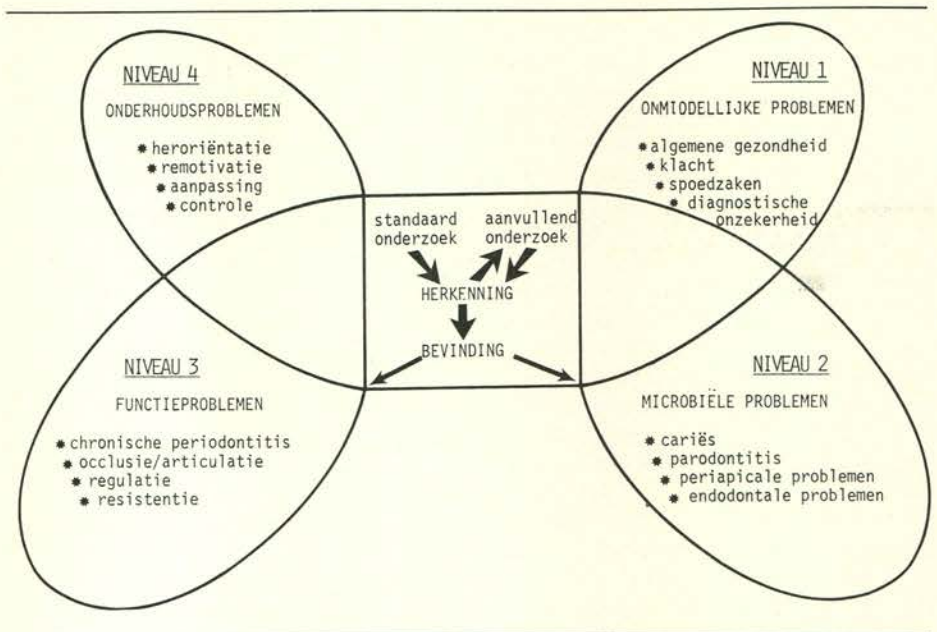 NIVEAU 4
ONDERHOUDSPROBLEMEN
* heroriëntatie
* remotivatie
* aanpassing
* controle
NIVEAU 1
ONMIDDELLIJKE PROBLEMEN
* algemene gezondheid
* klacht
* spoedzaken
* diagnostische
onzekerheid
standaard
onderzoek
aanvullend
onderzoek
HERKENNING
BEVINDING
NIVEAU 3
FUNCTIEPROBLEMEN
* chronische periodontitis
* occlusie/articulatie
* regulatie
* resistentie
NIVEAU 2
MICROBIËLE PROBLEMEN
* cariës
* parodontitis
* periapicale problemen
* endodontale problemen